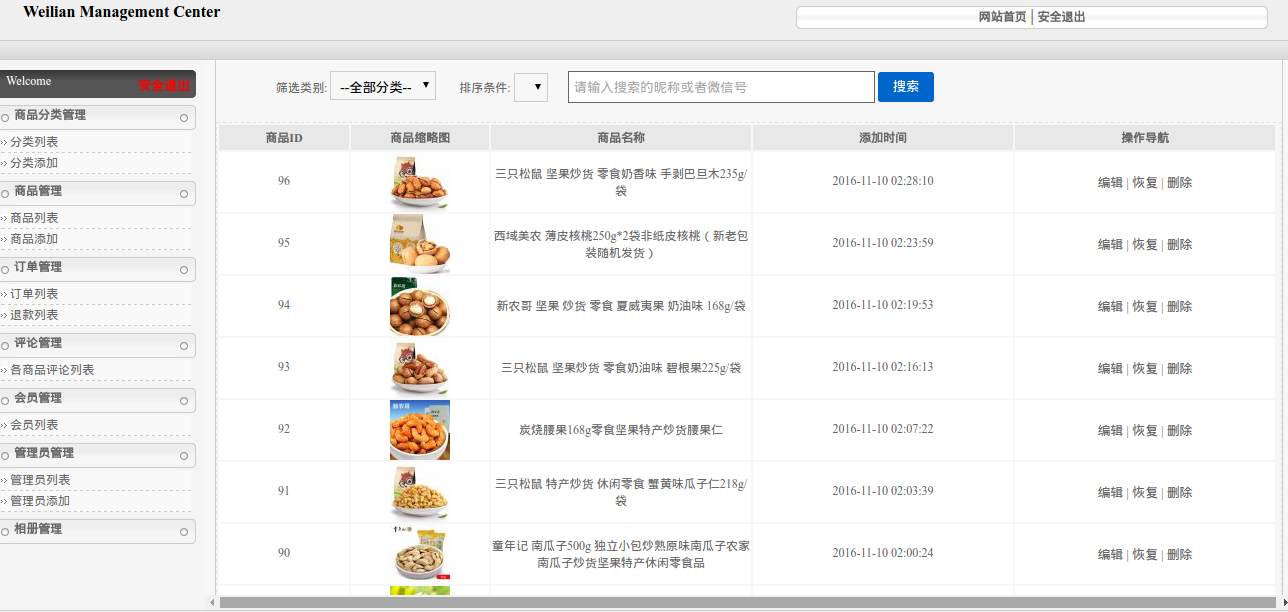 Weilian Management Center
网站首页 | 安全退出
Welcome 安全退出
商品分类管理
›› 分类列表
›› 分类添加
商品管理
›› 商品列表
›› 商品添加
订单管理
›› 订单列表
›› 退款列表
评论管理
›› 各商品评论列表
会员管理
›› 会员列表
管理员管理
›› 管理员列表
›› 管理员添加
相册管理
筛选类别: --全部分类-- 排序条件: 请输入搜索的昵称或者微信号 搜索
商品ID 商品缩略图 商品名称 添加时间 操作导航
96 三只松鼠 坚果炒货 零食奶香味 手剥巴旦木235g/ 2016-11-10 02:28:10 编辑 | 恢复 | 删除
袋
95 西域美农 薄皮核桃250g*2袋非纸皮核桃（新老包 2016-11-10 02:23:59 编辑 | 恢复 | 删除
装随机发货）
94 新农哥 坚果 炒货 零食 夏威夷果 奶油味 168g/袋 2016-11-10 02:19:53 编辑 | 恢复 | 删除
93 三只松鼠 坚果炒货 零食奶油味 碧根果225g/袋 2016-11-10 02:16:13 编辑 | 恢复 | 删除
92 炭烧腰果168g零食坚果特产炒货腰果仁 2016-11-10 02:07:22 编辑 | 恢复 | 删除
91 三只松鼠 特产炒货 休闲零食 蟹黄味瓜子仁218g/ 2016-11-10 02:03:39 编辑 | 恢复 | 删除
袋
90 童年记 南瓜子500g 独立小包炒熟原味南瓜子农家 2016-11-10 02:00:24 编辑 | 恢复 | 删除
南瓜子炒货坚果特产休闲零食品